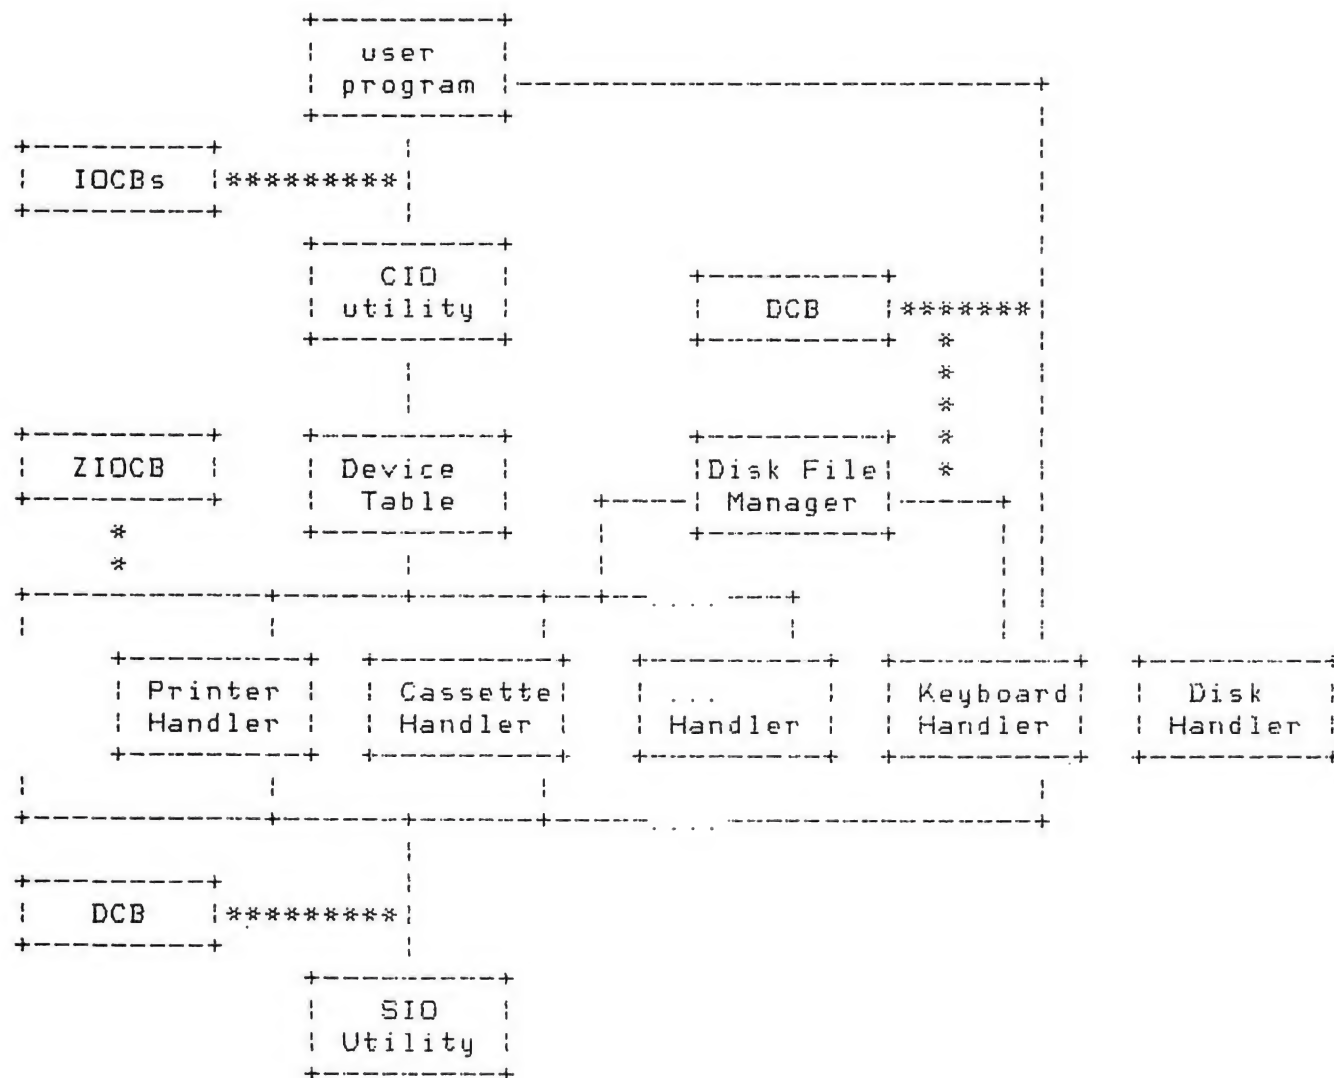 user
program
IOCBs
CIO
utility
DCB
ZIOCB
Device
Table
Disk File
Manager
....
Printer
Handler
Cassette
Handler
...
Handler
Keyboard
Handler
Disk
Handler
....
DCB
SIO
Utility